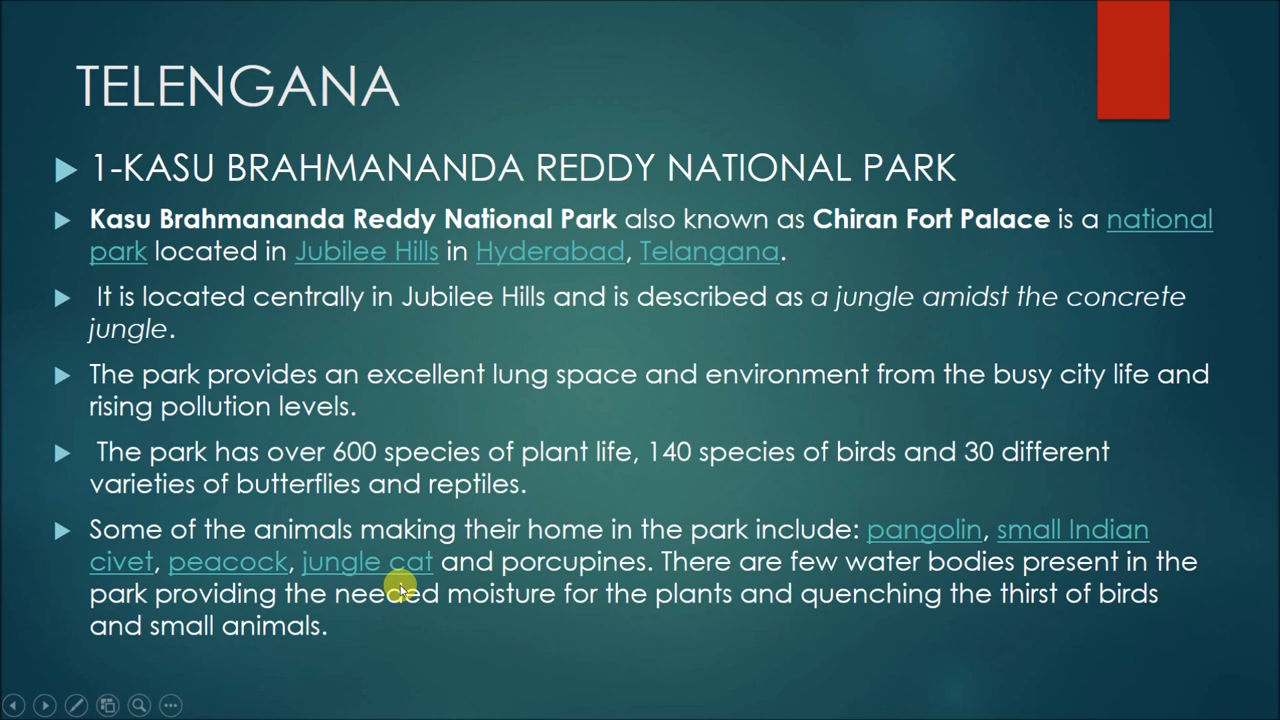 TELENGANA
1-KASU BRAHMANANDA REDDY NATIONAL PARK
Kasu Brahmananda Reddy National Park also known as Chiran Fort Palace is a national
park located in Jubilee Hills in Hyderabad, Telangana.
It is located centrally in Jubilee Hills and is described as a jungle amidst the concrete
jungle.
The park provides an excellent lung space and environment from the busy city life and
rising pollution levels.
The park has over 600 species of plant life, 140 species of birds and 30 different
varieties of butterflies and reptiles.
Some of the animals making their home in the park include: pangolin, small Indian
civet, peacock, jungle cat and porcupines. There are few water bodies present in the
park providing the needed moisture for the plants and quenching the thirst of birds
and small animals.